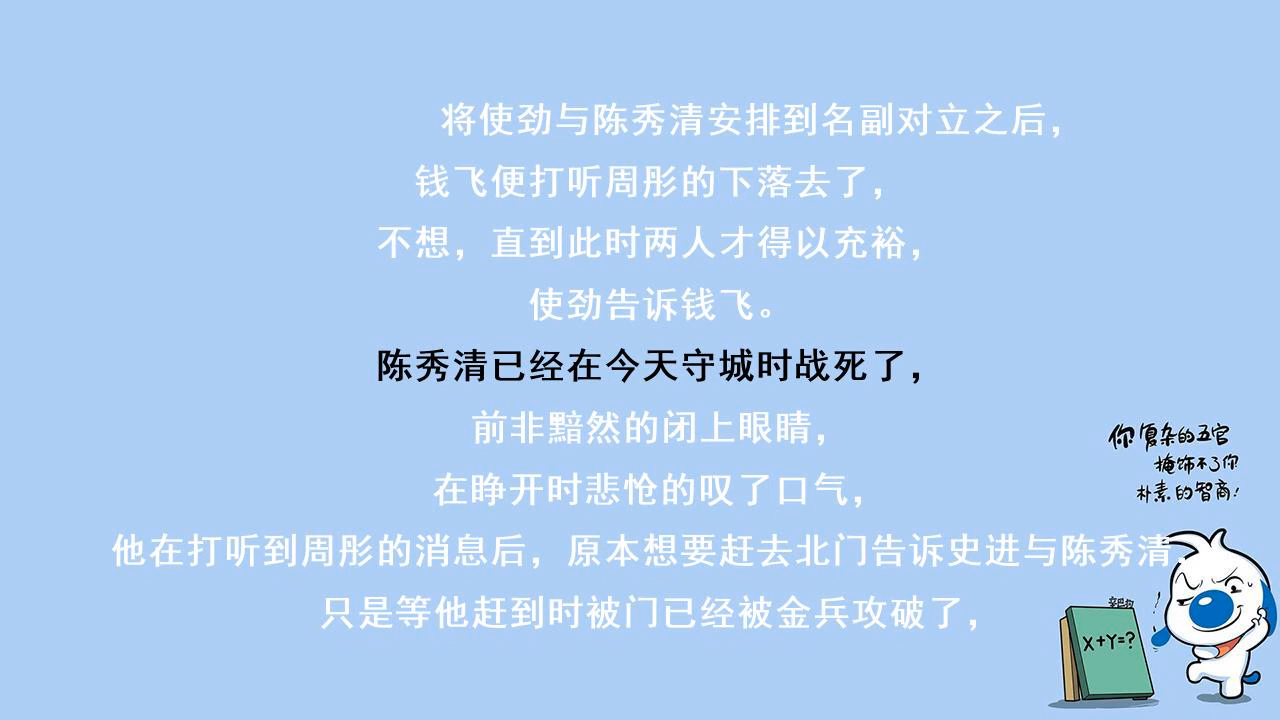 将使劲与陈秀清安排到名副对立之后，
钱飞便打听周彤的下落去了，
不想，直到此时两人才得以充裕，
使劲告诉钱飞。
陈秀清已经在今天守城时战死了，
前非黯然的闭上眼睛，
在睁开时悲怆的叹了口气，
他在打听到周彤的消息后，原本想要赶去北门告诉史进与陈秀清，
只是等他赶到时被门已经被金兵攻破了，
你复杂的五官
掩饰不了你
朴素的智商！
X+Y=?